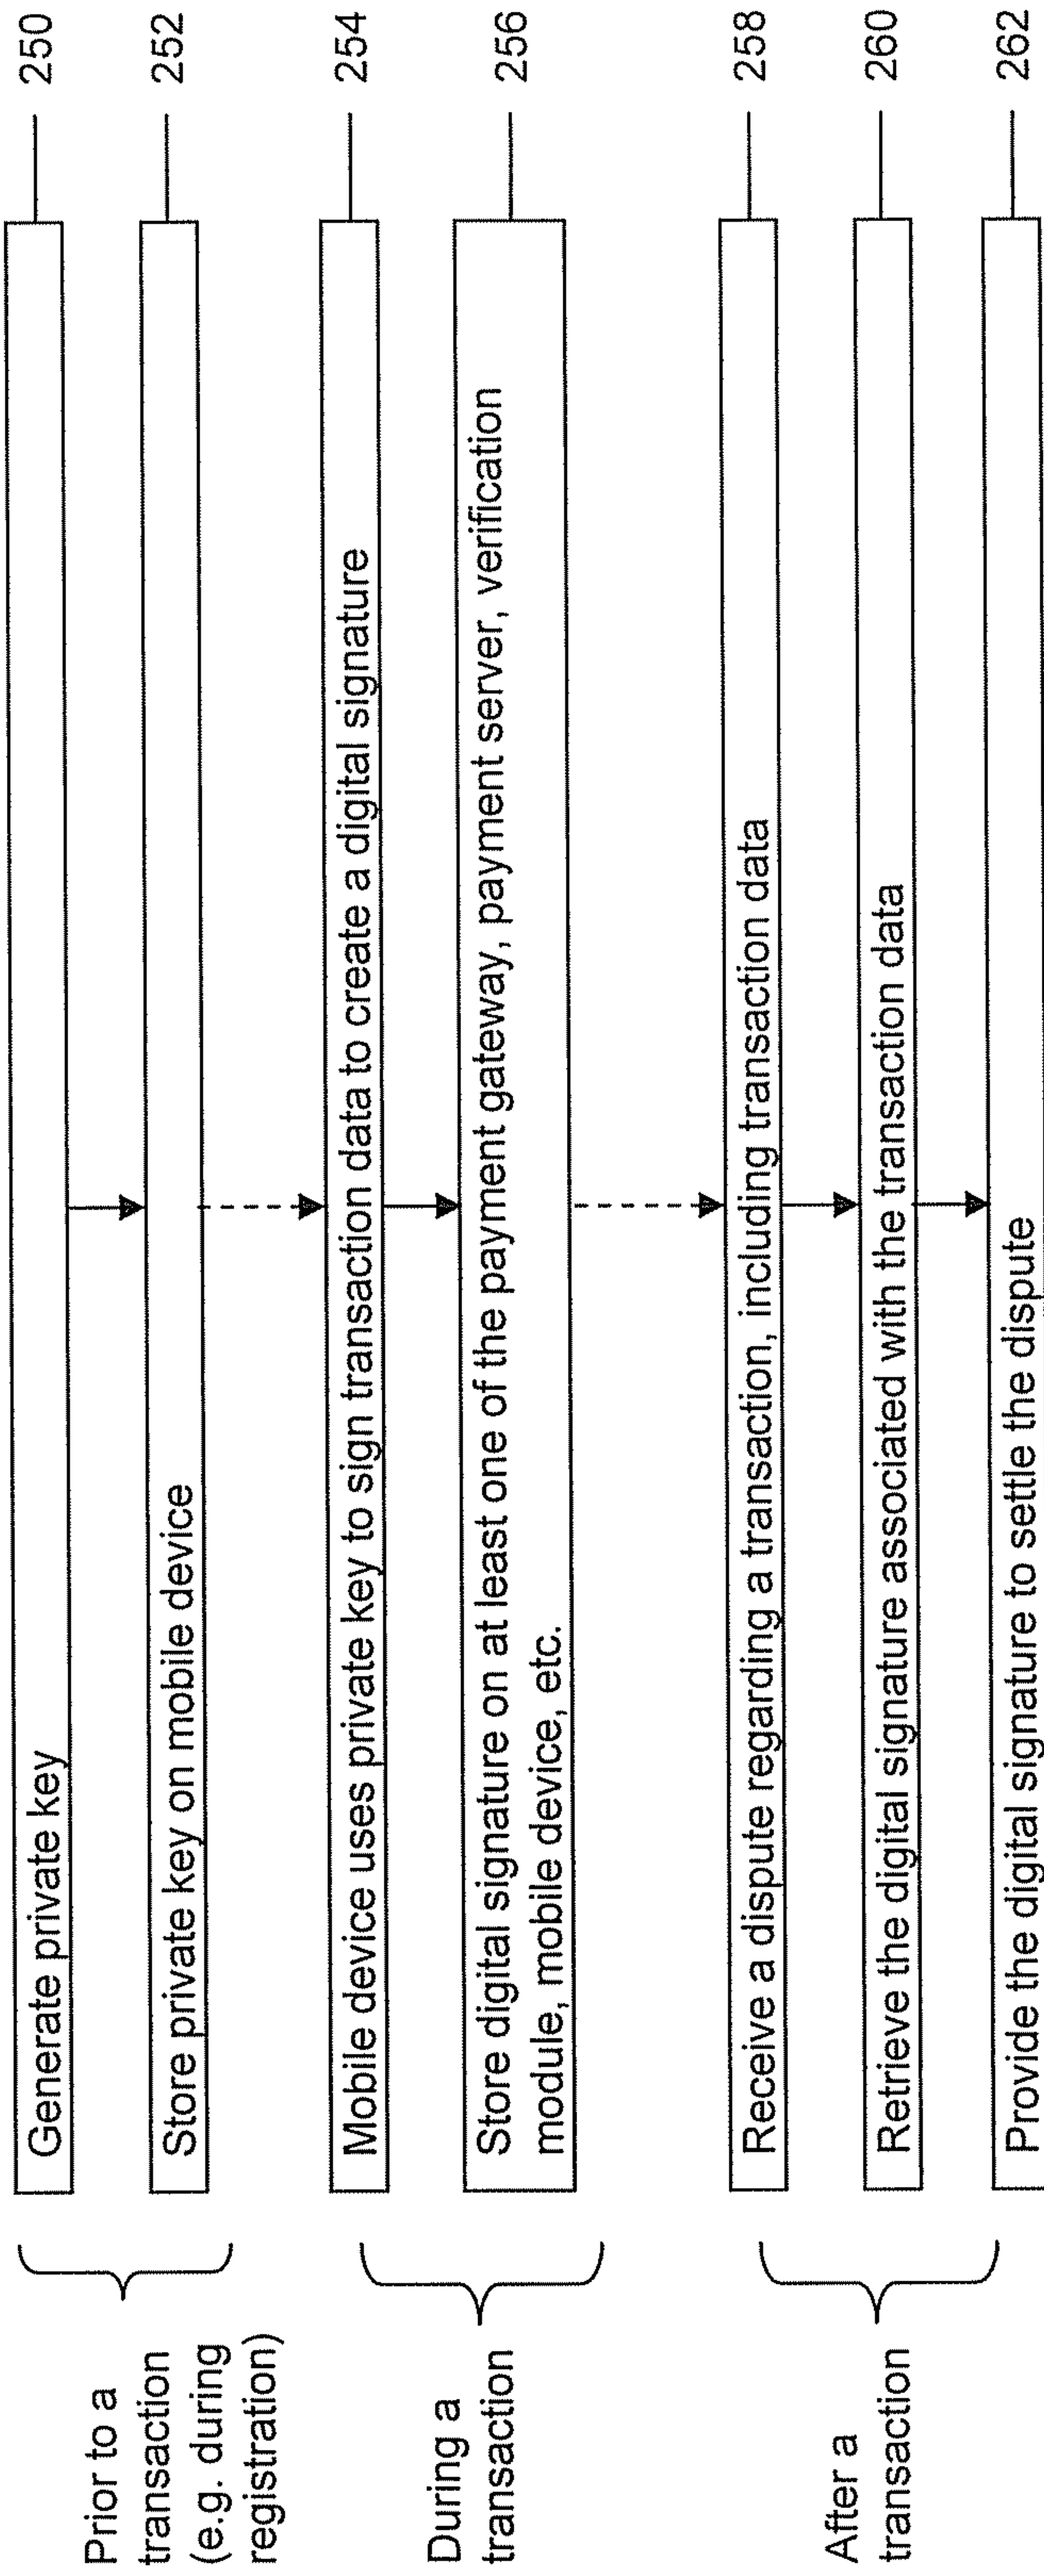 Prior to a
transaction
(e.g. during
registration)
Generate private key
250
Store private key on mobile device
252
During a
transaction
Mobile device uses private key to sign transaction data to create a digital signature
254
Store digital signature on at least one of the payment gateway, payment server, verification
module, mobile device, etc.
256
After a
transaction
Receive a dispute regarding a transaction, including transaction data
258
Retrieve the digital signature associated with the transaction data
260
Provide the digital signature to settle the dispute
262